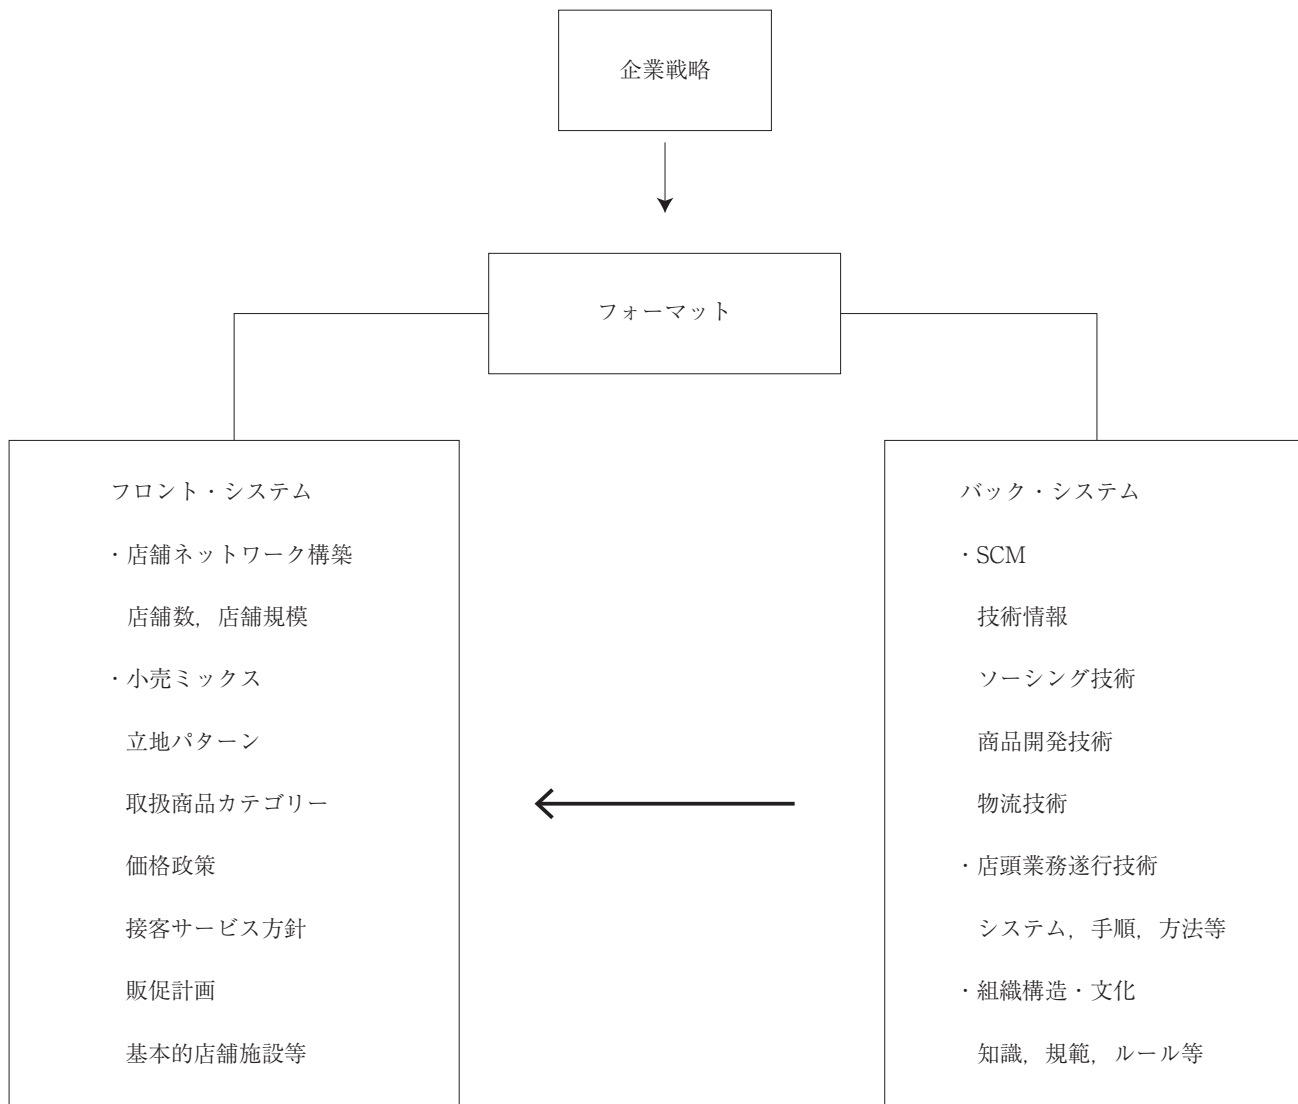 企業戦略
フォーマット
フロント・システム
・店舗ネットワーク構築
店舗数，店舗規模
・小売ミックス
立地パターン
取扱商品カテゴリー
価格政策
接客サービス方針
販促計画
基本的店舗施設等
バック・システム
・SCM
技術情報
ソーシング技術
商品開発技術
物流技術
・店頭業務遂行技術
システム，手順，方法等
・組織構造・文化
知識，規範，ルール等